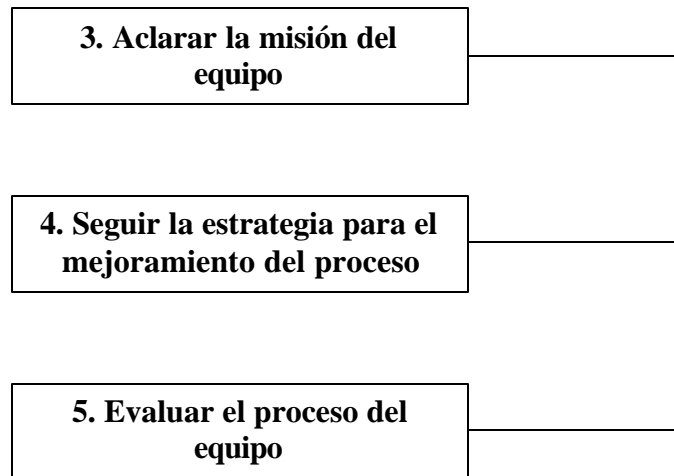 3. Aclarar la misión del
equipo
4. Seguir la estrategia para el
mejoramiento del proceso
5. Evaluar el proceso del
equipo